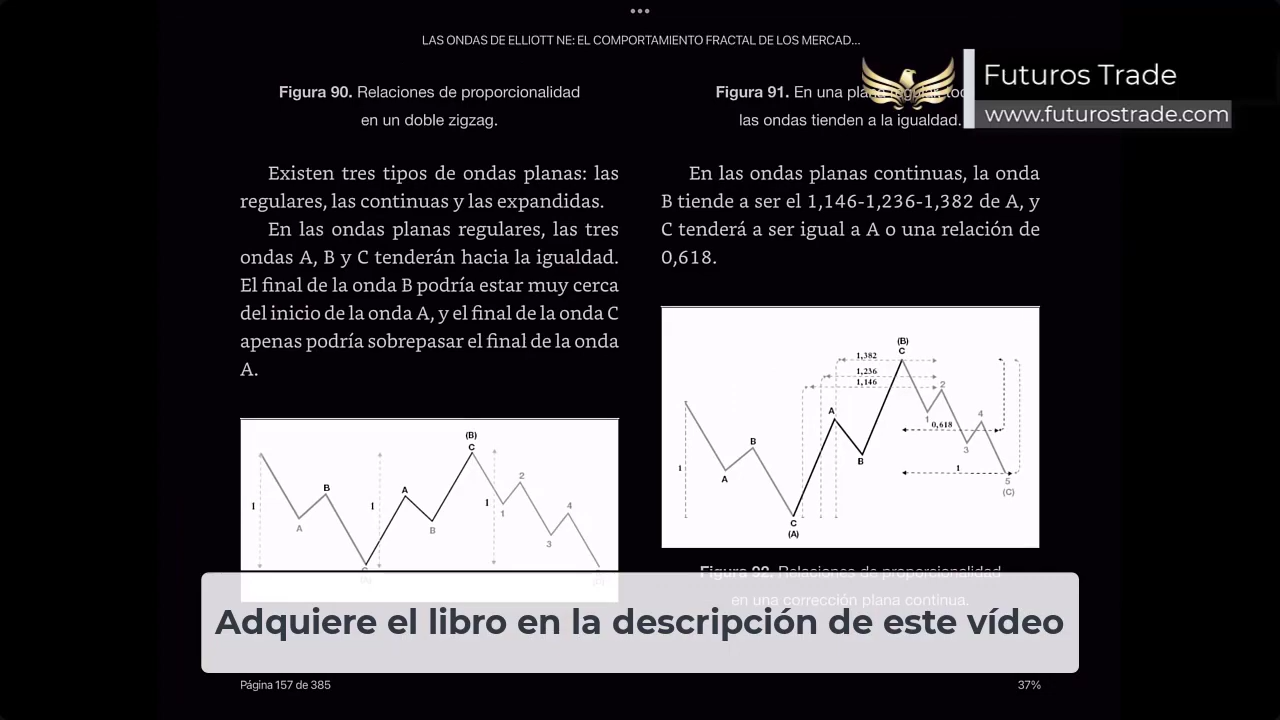 •••
LAS ONDAS DE ELLIOTT NE: EL COMPORTAMIENTO FRACTAL DE LOS MERCAD...
Futuros Trade
www.futurostrade.com
Figura 90. Relaciones de proporcionalidad
en un doble zigzag.
Existen tres tipos de ondas planas: las
regulares, las continuas y las expandidas.
En las ondas planas regulares, las tres
ondas A, B y C tenderán hacia la igualdad.
El final de la onda B podría estar muy cerca
del inicio de la onda A, y el final de la onda C
apenas podría sobrepasar el final de la onda
A.
(B)
C
2
B
A
4
1
1
1
A
B
1
3
Figura 91. En una plana regular,
las ondas tienden a la igualdad.
En las ondas planas continuas, la onda
B tiende a ser el 1,146-1,236-1,382 de A, y
C tenderá a ser igual a A o una relación de
0,618.
(B)
C
1,382
1,236
1,146
2
A
4
1
0,618
B
3
B
1
1
A
5
(C)
C
(A)
Figura 92. Relaciones de proporcionalidad
en una corrección plana continua.
Adquiere el libro en la descripción de este vídeo
Página 157 de 385
37%